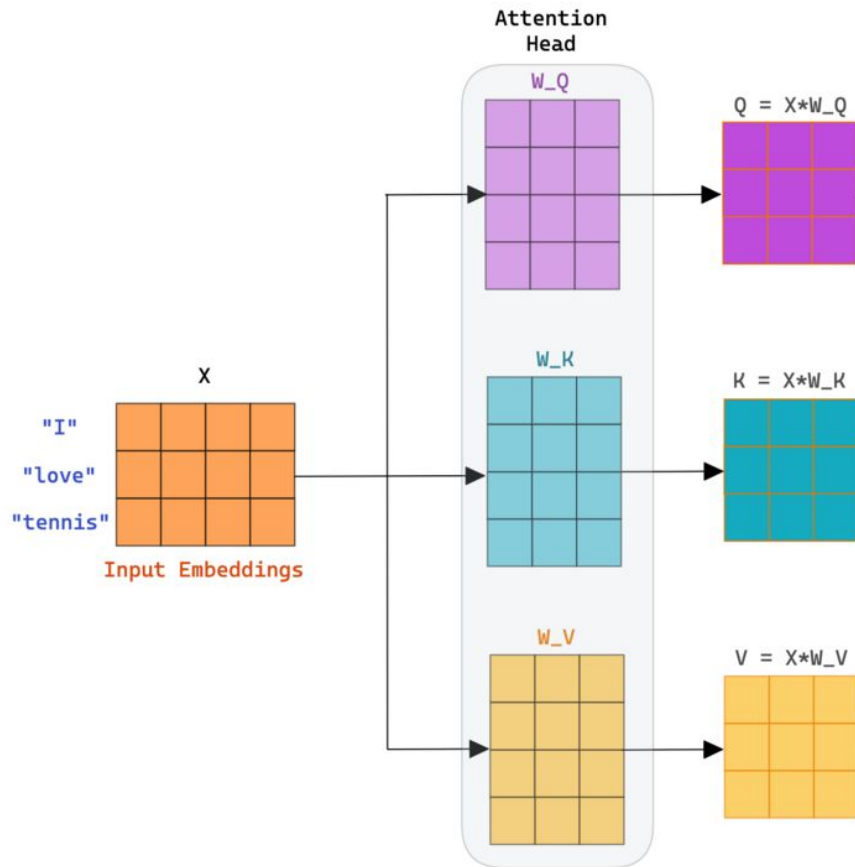 Attention
Head
W_Q
Q = X*W_Q
W_K
K = X*W_K
X
"I"
"love"
"tennis"
Input Embeddings
W_V
V = X*W_V